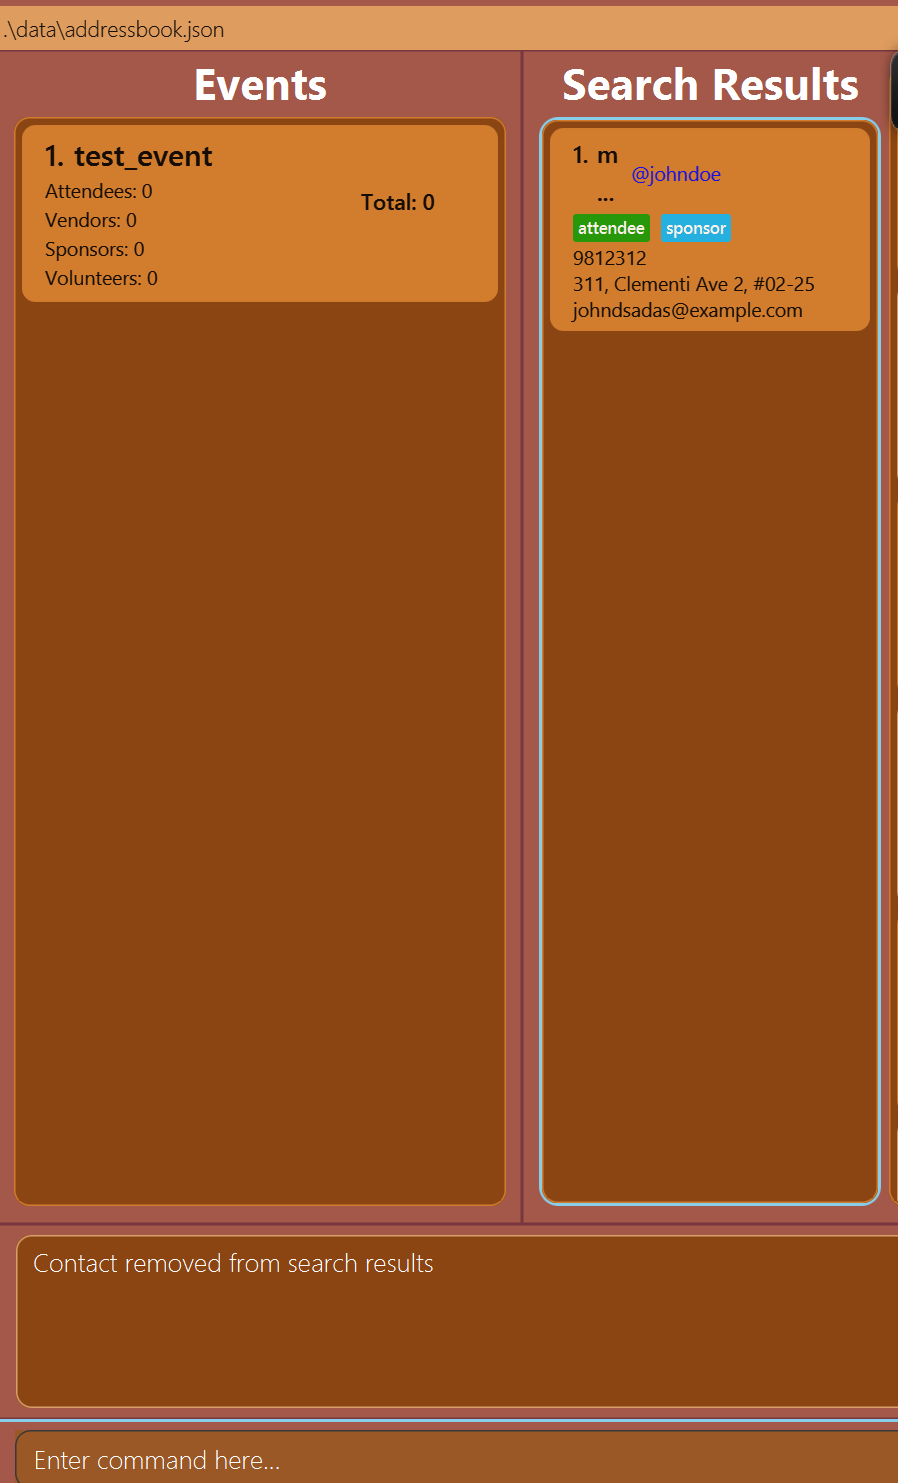 .\data\addressbook.json
Events
1. test_event
Attendees: 0
Vendors: 0
Sponsors: 0
Volunteers: 0
Total: 0
Search Results
1. m
...
@johndoe
attendee sponsor
9812312
311, Clementi Ave 2, #02-25
johndsadas@example.com
Contact removed from search results
Enter command here...